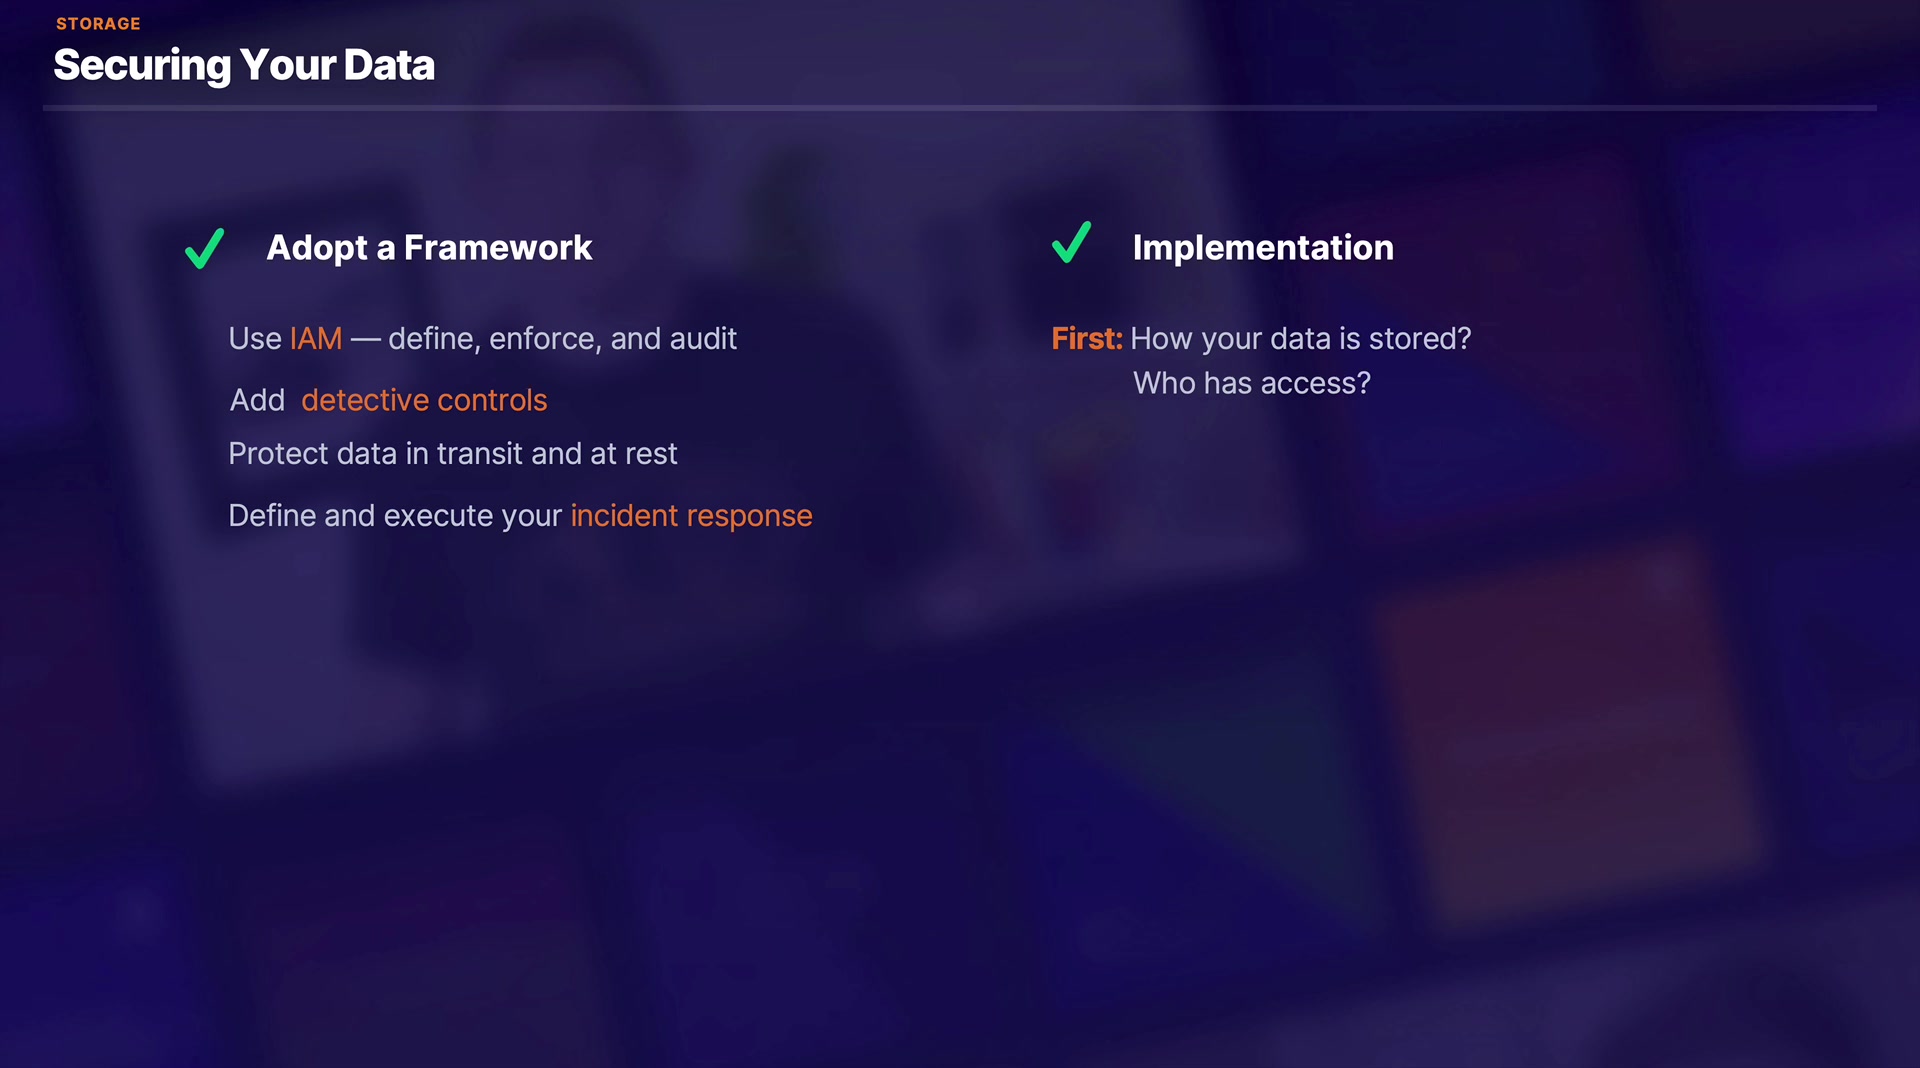 STORAGE
Securing Your Data
Adopt a Framework
Use IAM — define, enforce, and audit
Add detective controls
Protect data in transit and at rest
Define and execute your incident response
Implementation
First: How your data is stored?
Who has access?